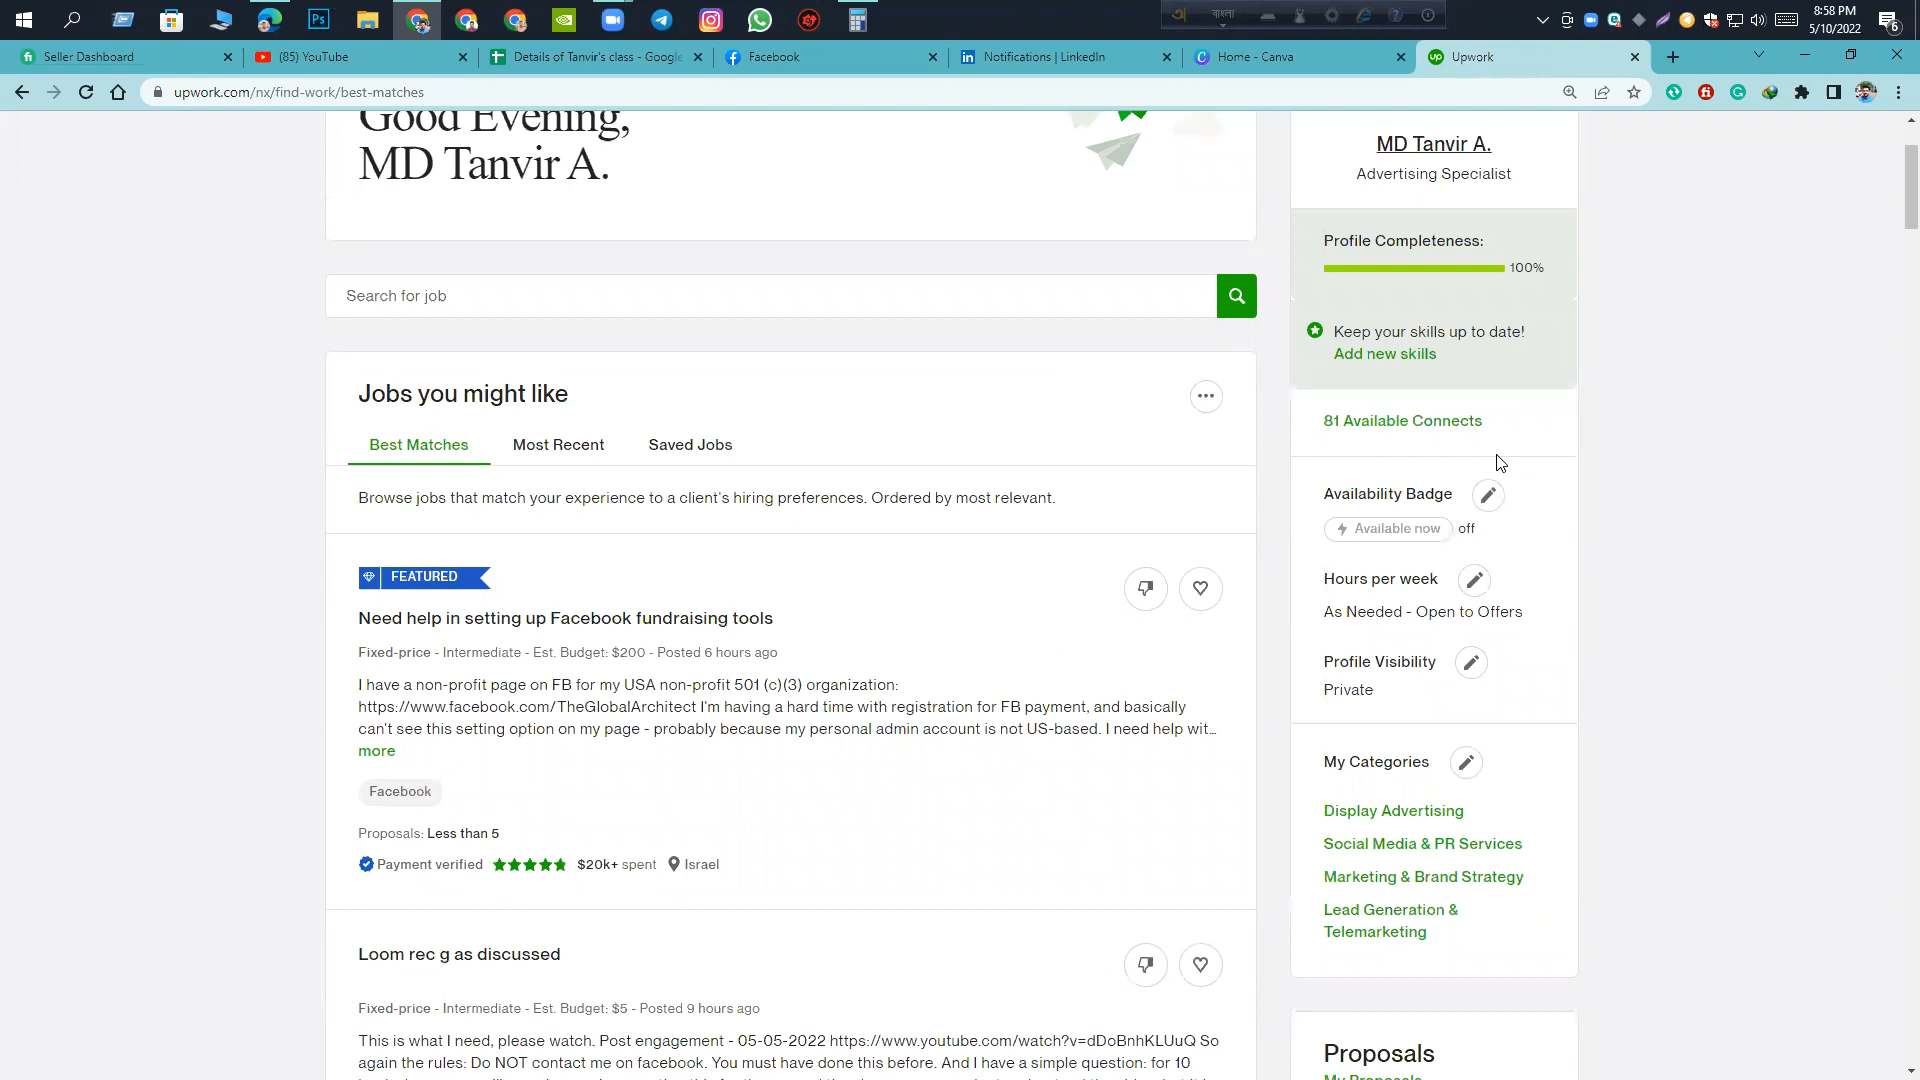 বাংলা
8:58 PM
5/10/2022
6
Seller Dashboard
(85) YouTube
Details of Tanvir's class - Google
Facebook
Notifications | LinkedIn
Home - Canva
Upwork
upwork.com/nx/find-work/best-matches
Good Evening,
MD Tanvir A.
Search for job
Jobs you might like
Best Matches
Most Recent
Saved Jobs
Browse jobs that match your experience to a client's hiring preferences. Ordered by most relevant.
FEATURED
Need help in setting up Facebook fundraising tools
Fixed-price - Intermediate - Est. Budget: $200 - Posted 6 hours ago
I have a non-profit page on FB for my USA non-profit 501 (c)(3) organization:
https://www.facebook.com/TheGlobalArchitect I'm having a hard time with registration for FB payment, and basically
can't see this setting option on my page - probably because my personal admin account is not US-based. I need help wit...
more
Facebook
Proposals: Less than 5
Payment verified $20k+ spent Israel
Loom rec g as discussed
Fixed-price - Intermediate - Est. Budget: $5 - Posted 9 hours ago
This is what I need, please watch. Post engagement - 05-05-2022 https://www.youtube.com/watch?v=dDoBnhKLUuQ So
again the rules: Do NOT contact me on facebook. You must have done this before. And I have a simple question: for 10
MD Tanvir A.
Advertising Specialist
Profile Completeness:
100%
Keep your skills up to date!
Add new skills
81 Available Connects
Availability Badge
Available now off
Hours per week
As Needed - Open to Offers
Profile Visibility
Private
My Categories
Display Advertising
Social Media & PR Services
Marketing & Brand Strategy
Lead Generation &
Telemarketing
Proposals
My Proposals